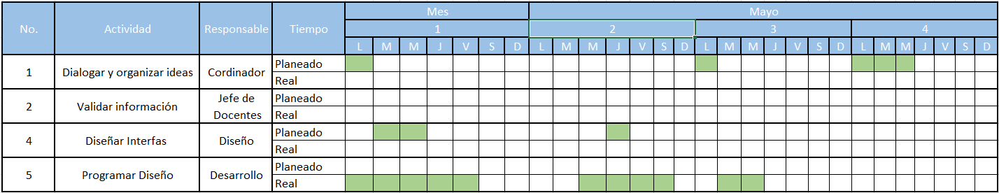 Mes Mayo
No. Actividad Responsable Tiempo 1 2 3 4
L M M J V S D L M M J V S D L M M J V S D L M M J V S D
1 Dialogar y organizar ideas Cordinador Planeado
Real
2 Validar información Jefe de Docentes Planeado
Real
4 Diseñar Interfas Diseño Planeado
Real
5 Programar Diseño Desarrollo Planeado
Real